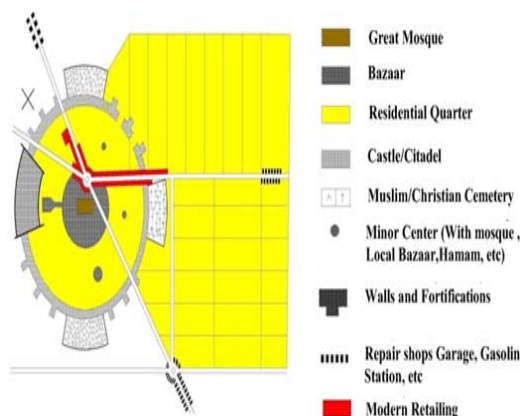 Great Mosque
Bazaar
Residential Quarter
Castle/Citadel
Muslim/Christian Cemetery
Minor Center (With mosque ,
Local Bazaar,Hamam, etc)
Walls and Fortifications
Repair shops Garage, Gasolin
Station, etc
Modern Retailing